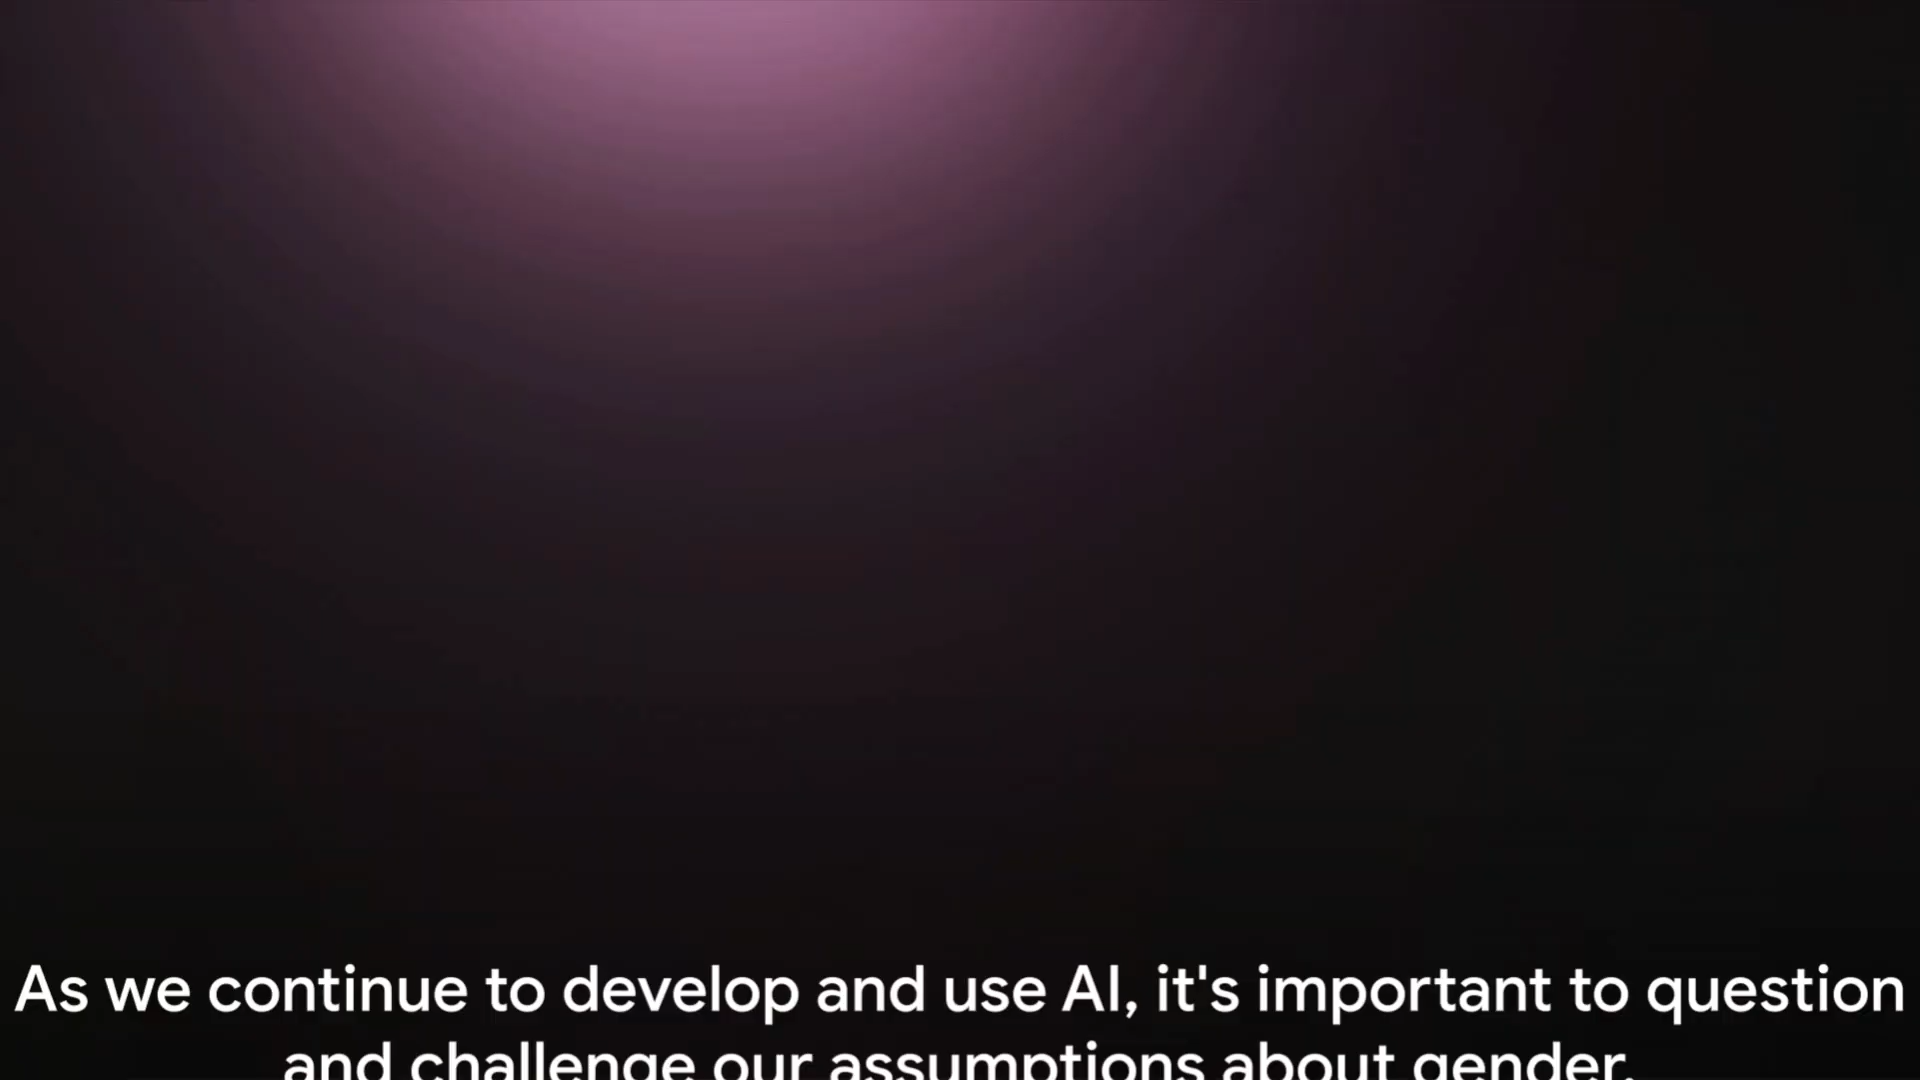 As we continue to develop and use AI, it's important to question
and challenge our assumptions about gender.